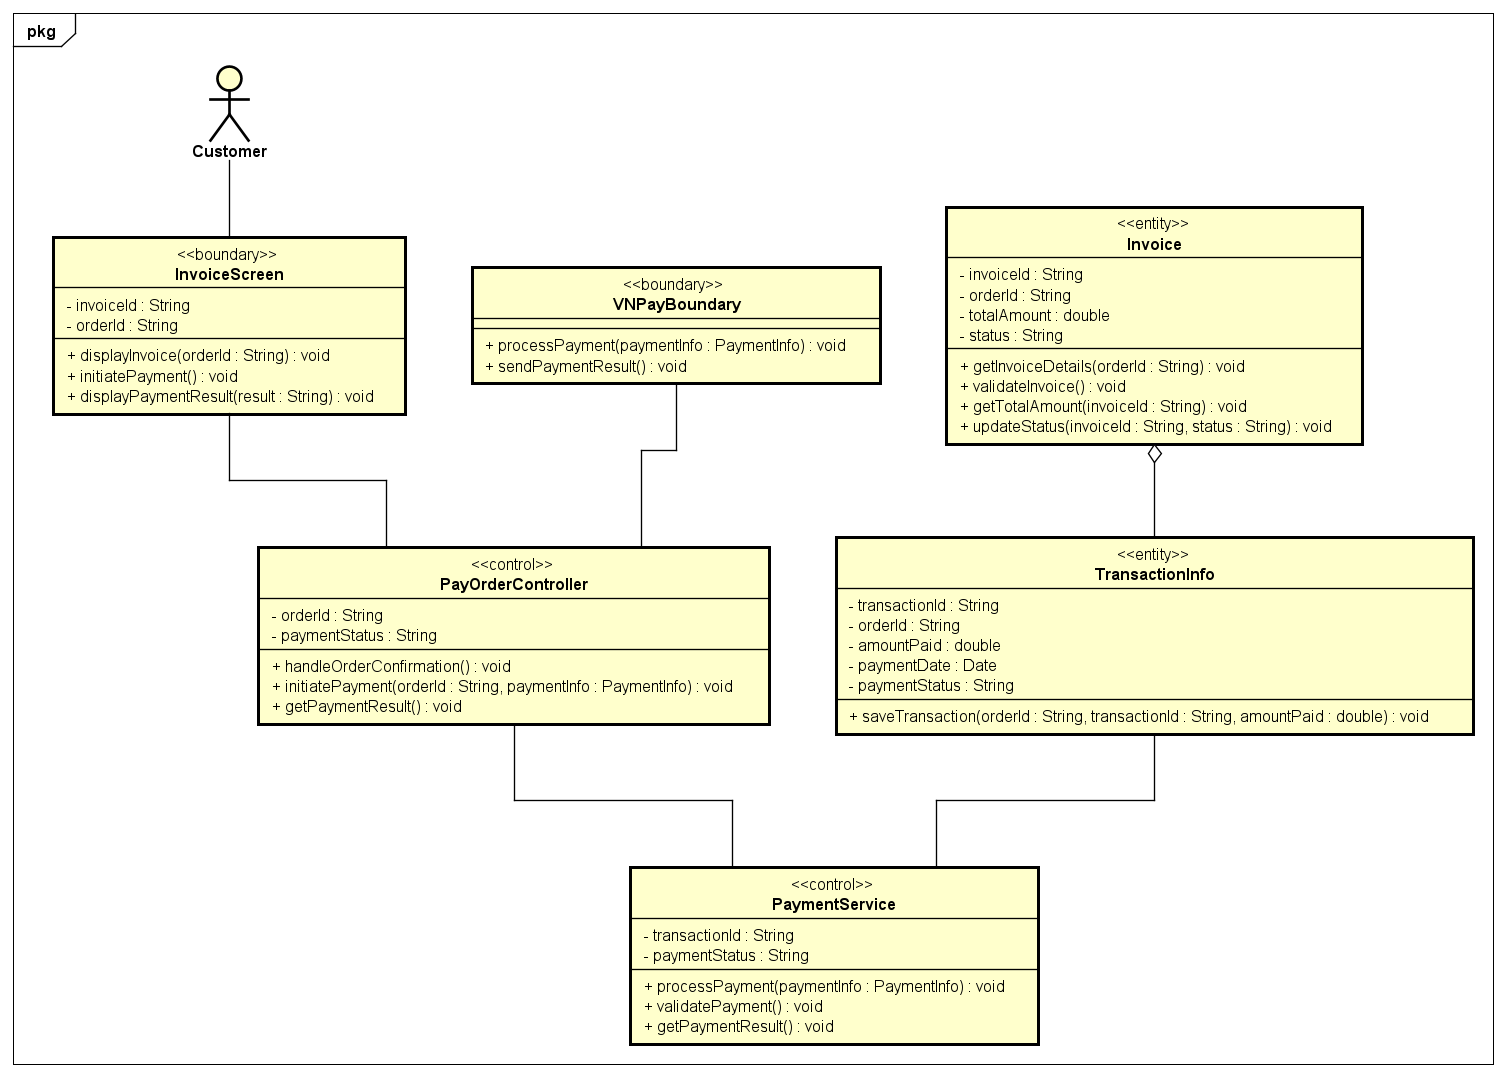 pkg
Customer
<<boundary>>
InvoiceScreen
- invoiceId : String
- orderId : String
+ displayInvoice(orderId : String) : void
+ initiatePayment() : void
+ displayPaymentResult(result : String) : void
<<boundary>>
VNPayBoundary
+ processPayment(paymentInfo : PaymentInfo) : void
+ sendPaymentResult() : void
<<entity>>
Invoice
- invoiceId : String
- orderId : String
- totalAmount : double
- status : String
+ getInvoiceDetails(orderId : String) : void
+ validateInvoice() : void
+ getTotalAmount(invoiceId : String) : void
+ updateStatus(invoiceId : String, status : String) : void
<<control>>
PayOrderController
- orderId : String
- paymentStatus : String
+ handleOrderConfirmation() : void
+ initiatePayment(orderId : String, paymentInfo : PaymentInfo) : void
+ getPaymentResult() : void
<<entity>>
TransactionInfo
- transactionId : String
- orderId : String
- amountPaid : double
- paymentDate : Date
- paymentStatus : String
+ saveTransaction(orderId : String, transactionId : String, amountPaid : double) : void
<<control>>
PaymentService
- transactionId : String
- paymentStatus : String
+ processPayment(paymentInfo : PaymentInfo) : void
+ validatePayment() : void
+ getPaymentResult() : void